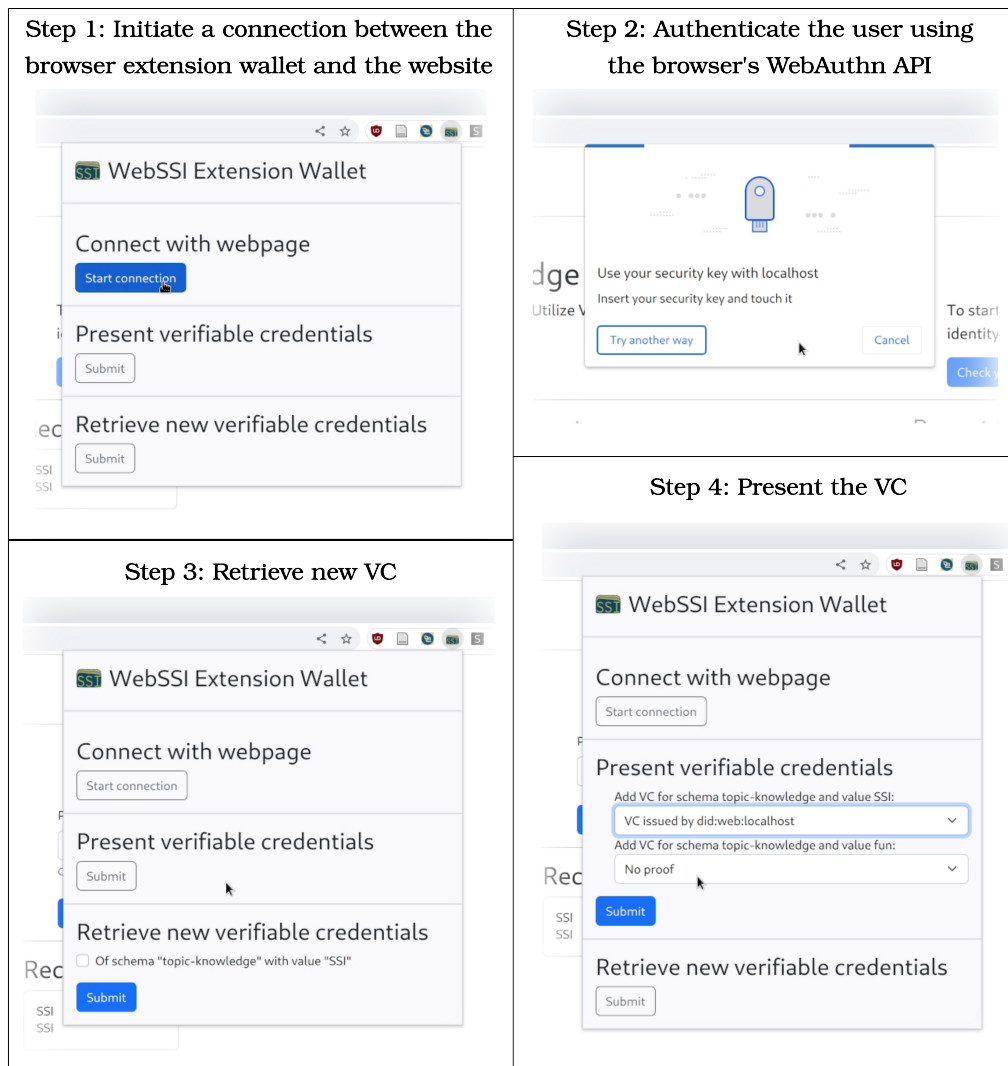 Step 1: Initiate a connection between the
browser extension wallet and the website
SSI WebSSI Extension Wallet
Connect with webpage
Start connection
Present verifiable credentials
Submit
Retrieve new verifiable credentials
Submit
SSI
SSI
Step 2: Authenticate the user using
the browser's WebAuthn API
Use your security key with localhost
Insert your security key and touch it
Try another way
Cancel
dge
Utilize V
To start
identity
Check y
Step 3: Retrieve new VC
SSI WebSSI Extension Wallet
Connect with webpage
Start connection
Present verifiable credentials
Submit
Retrieve new verifiable credentials
Of schema "topic-knowledge" with value "SSI"
Submit
Rec
SSI
SSI
Step 4: Present the VC
SSI WebSSI Extension Wallet
Connect with webpage
Start connection
Present verifiable credentials
Add VC for schema topic-knowledge and value SSI:
VC issued by did:web:localhost
Add VC for schema topic-knowledge and value fun:
No proof
Submit
Retrieve new verifiable credentials
Submit
Rec
SSI
SSI